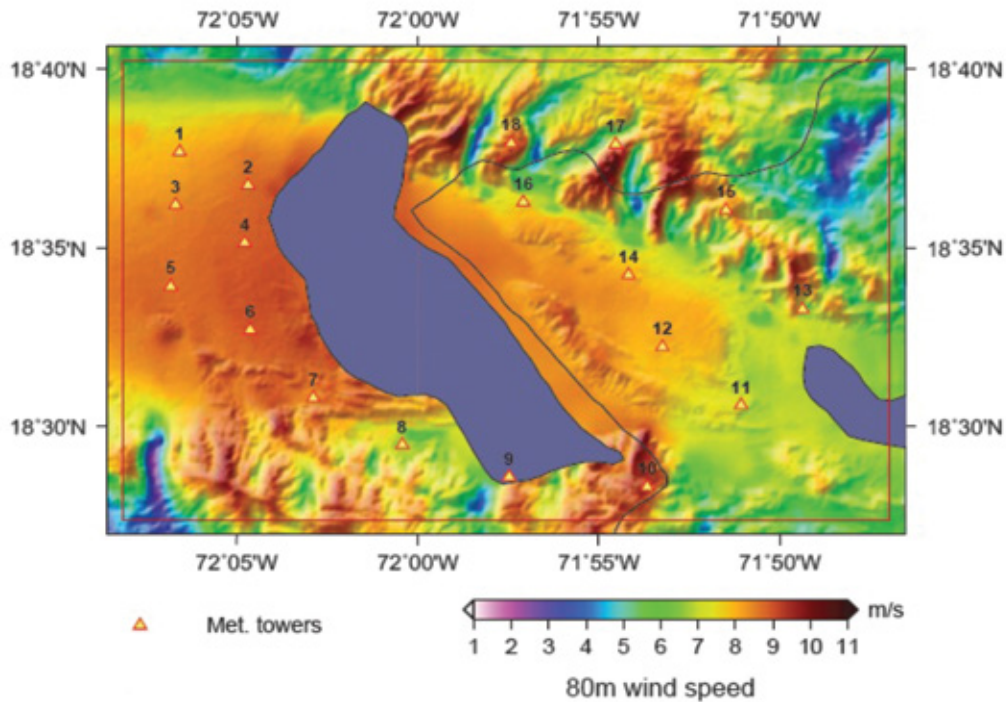 72°05'W 72°00'W 71°55'W 71°50'W
18°40'N 18°40'N
18 17
1
2
3 16 15
4
18°35'N 18°35'N
14
5 13
6 12
7 11
18°30'N 8 18°30'N
9 10
72°05'W 72°00'W 71°55'W 71°50'W
Met. towers
m/s
1 2 3 4 5 6 7 8 9 10 11
80m wind speed